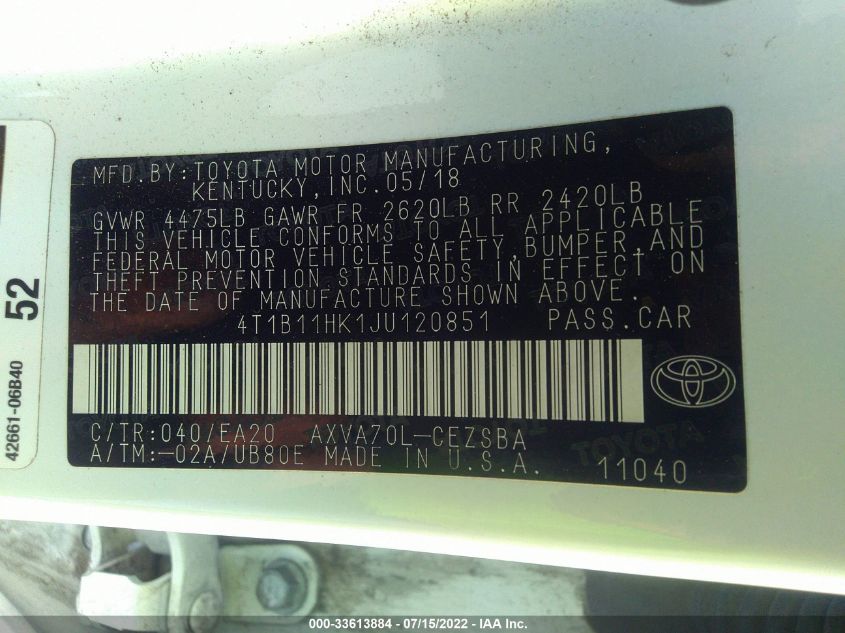 MFD.BY:TOYOTA MOTOR MANUFACTURING,
KENTUCKY,INC.05/18
GVWR 4475LB GAWR FR 2620LB RR 2420LB
THIS VEHICLE CONFORMS TO ALL APPLICABLE
FEDERAL MOTOR VEHICLE SAFETY,BUMPER,AND
THEFT PREVENTION STANDARDS IN EFFECT ON
THE DATE OF MANUFACTURE SHOWN ABOVE.
4T1B11HK1JU120851 PASS.CAR
C/TR:040/EA20 AXVA70L-CEZSBA
A/TM:-02A/UB80E MADE IN U.S.A. 11040
52
42661-06B40
000-33613884 - 07/15/2022 - IAA Inc.